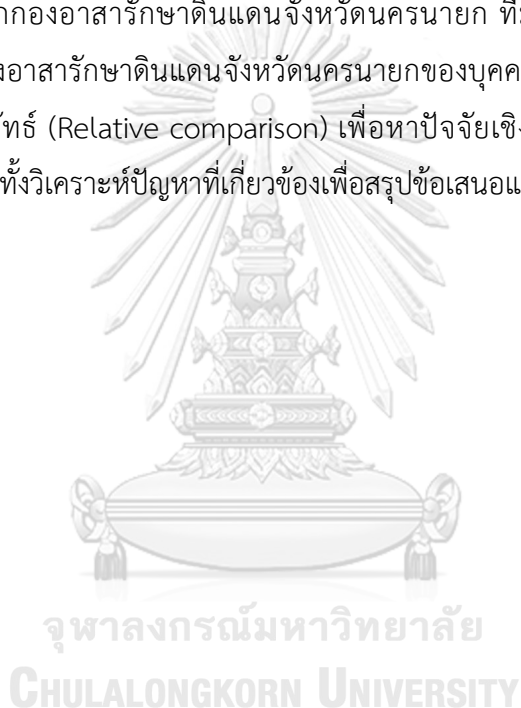 กองอาสารักษาดินแดนจังหวัดนครนายก
งอาสารักษาดินแดนจังหวัดนครนายกของบุคค
ทธ์ (Relative comparison) เพื่อหาปัจจัยเชิง
ทั้งวิเคราะห์ปัญหาที่เกี่ยวข้องเพื่อสรุปข้อเสนอแ
จุฬาลงกรณ์มหาวิทยาลัย
CHULALONGKORN UNIVERSITY